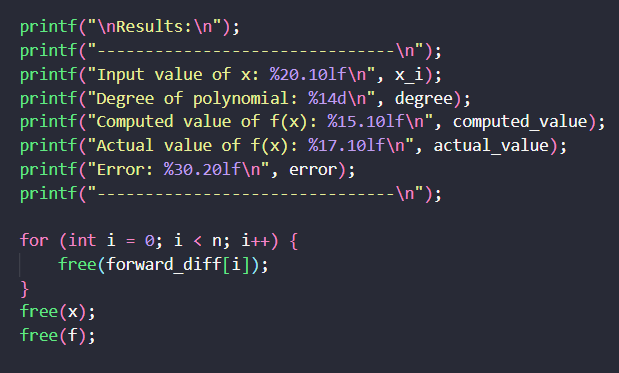 printf("\nResults:\n");
printf("-------------------------------\n");
printf("Input value of x: %20.10lf\n", x_i);
printf("Degree of polynomial: %14d\n", degree);
printf("Computed value of f(x): %15.10lf\n", computed_value);
printf("Actual value of f(x): %17.10lf\n", actual_value);
printf("Error: %30.20lf\n", error);
printf("-------------------------------\n");
for (int i = 0; i < n; i++) {
    free(forward_diff[i]);
}
free(x);
free(f);